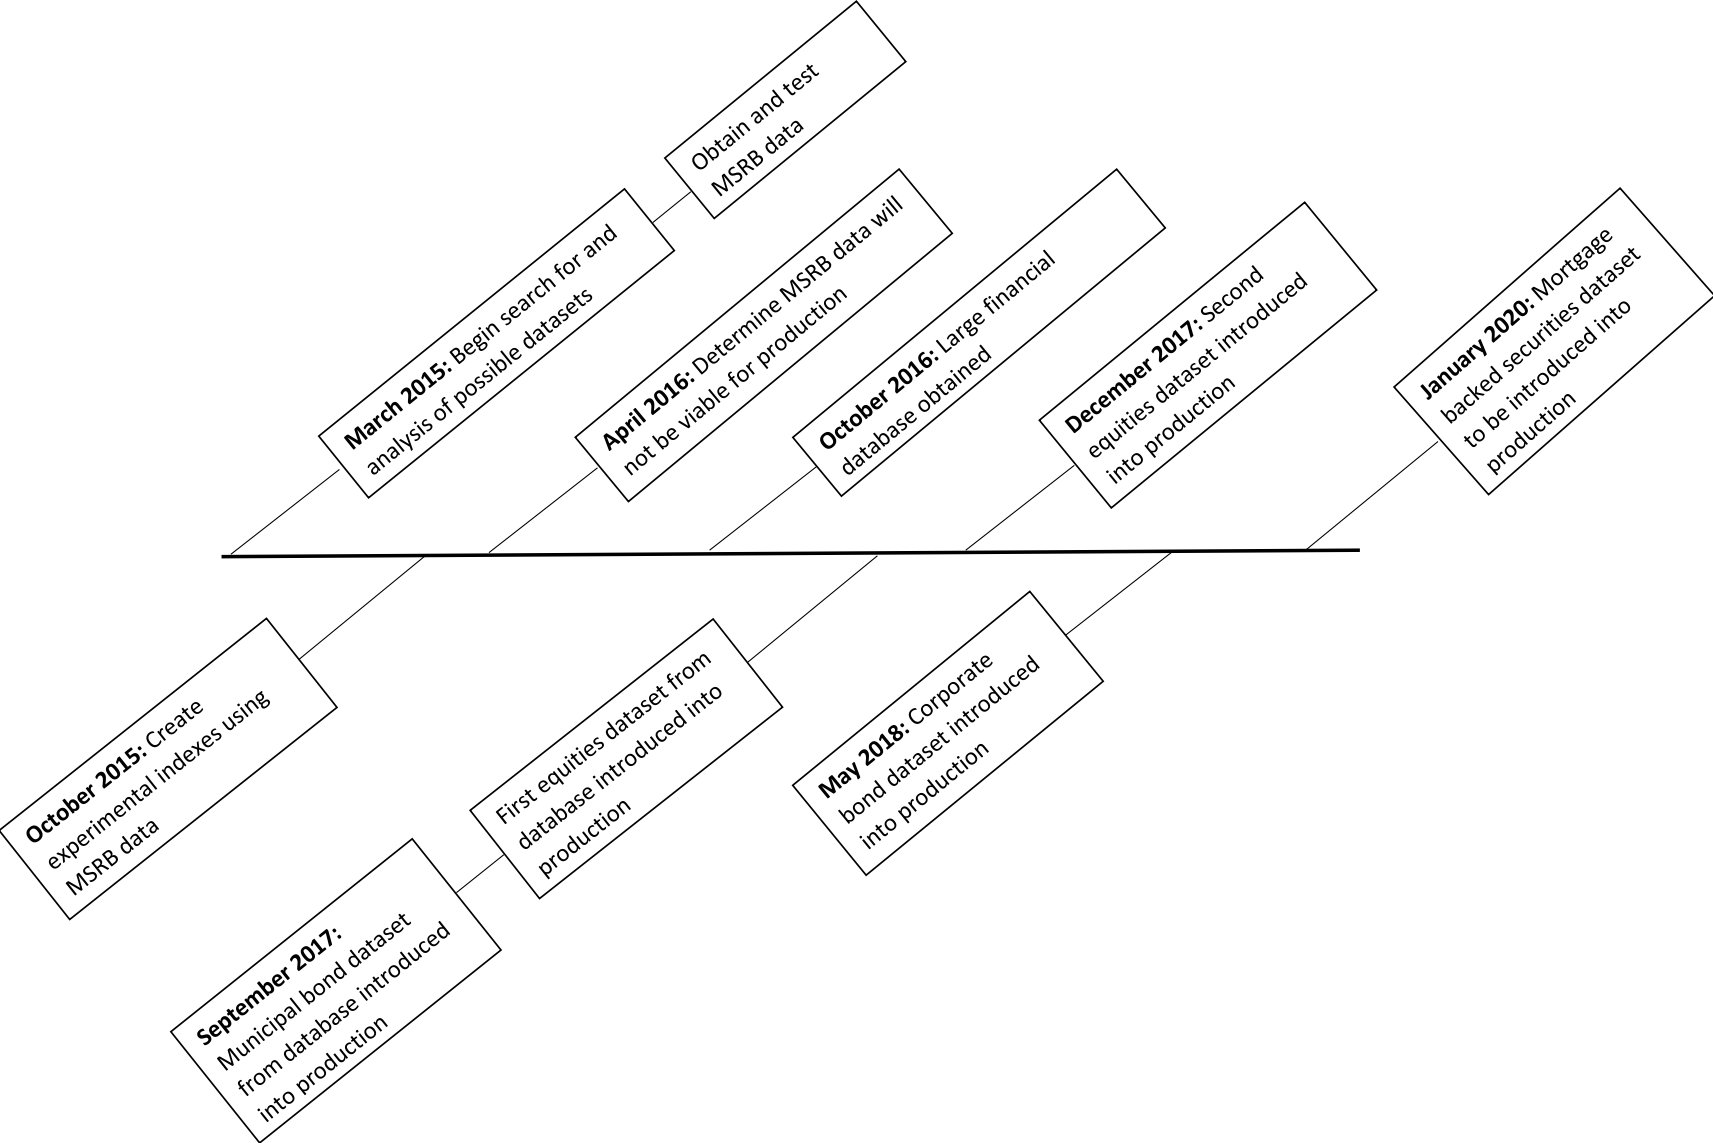 March 2015: Begin search for and
analysis of possible datasets
Obtain and test
MSRB data
October 2015: Create
experimental indexes using
MSRB data
April 2016: Determine MSRB data will
not be viable for production
October 2016: Large financial
database obtained
September 2017:
Municipal bond dataset
from database introduced
into production
First equities dataset from
database introduced into
production
December 2017: Second
equities dataset introduced
into production
May 2018: Corporate
bond dataset introduced
into production
January 2020: Mortgage
backed securities dataset
to be introduced into
production